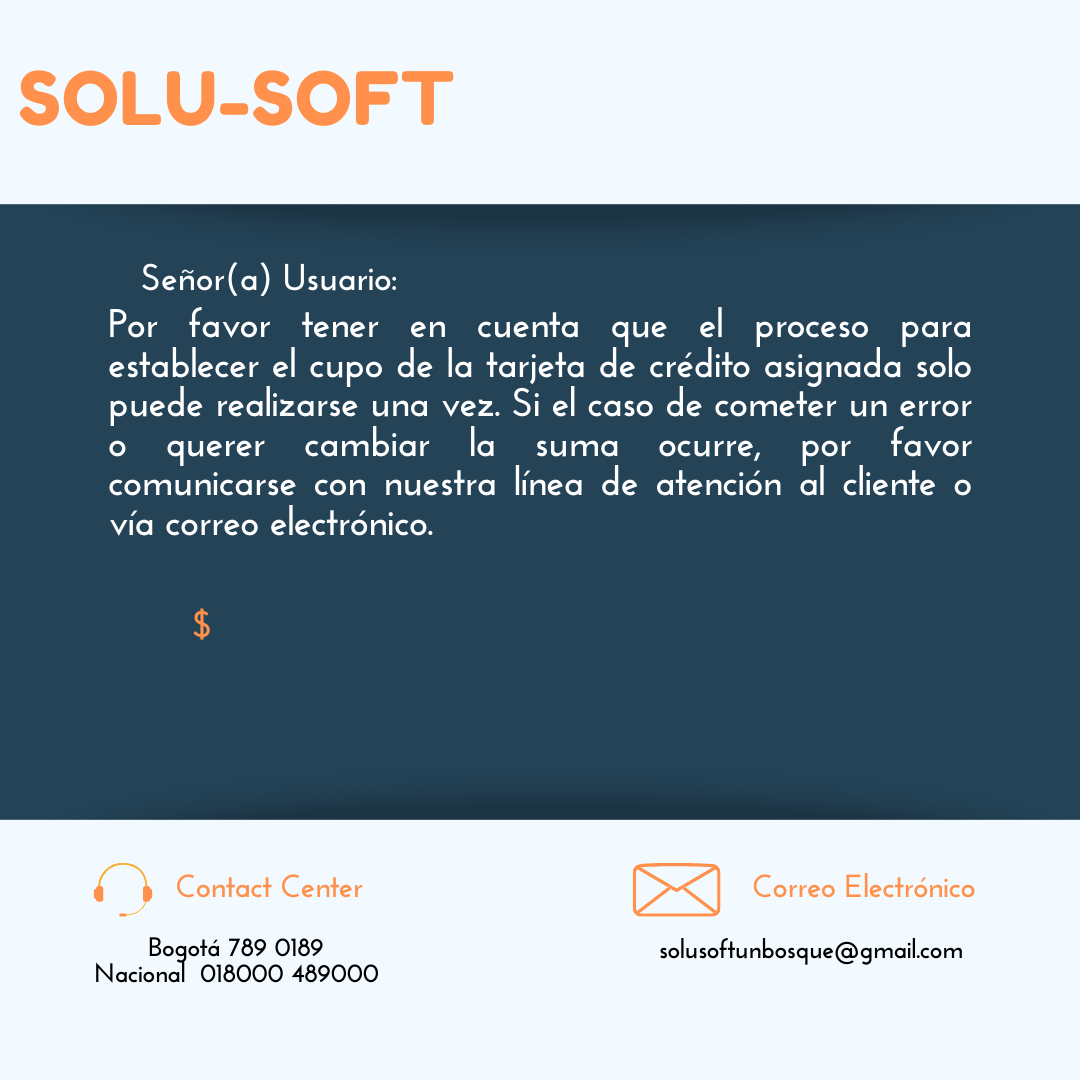 SOLU-SOFT
Señor(a) Usuario:
Por favor tener en cuenta que el proceso para
establecer el cupo de la tarjeta de crédito asignada solo
puede realizarse una vez. Si el caso de cometer un error
o querer cambiar la suma ocurre, por favor
comunicarse con nuestra línea de atención al cliente o
vía correo electrónico.
$
Contact Center
Bogotá 789 0189
Nacional 018000 489000
Correo Electrónico
solusoftunbosque@gmail.com